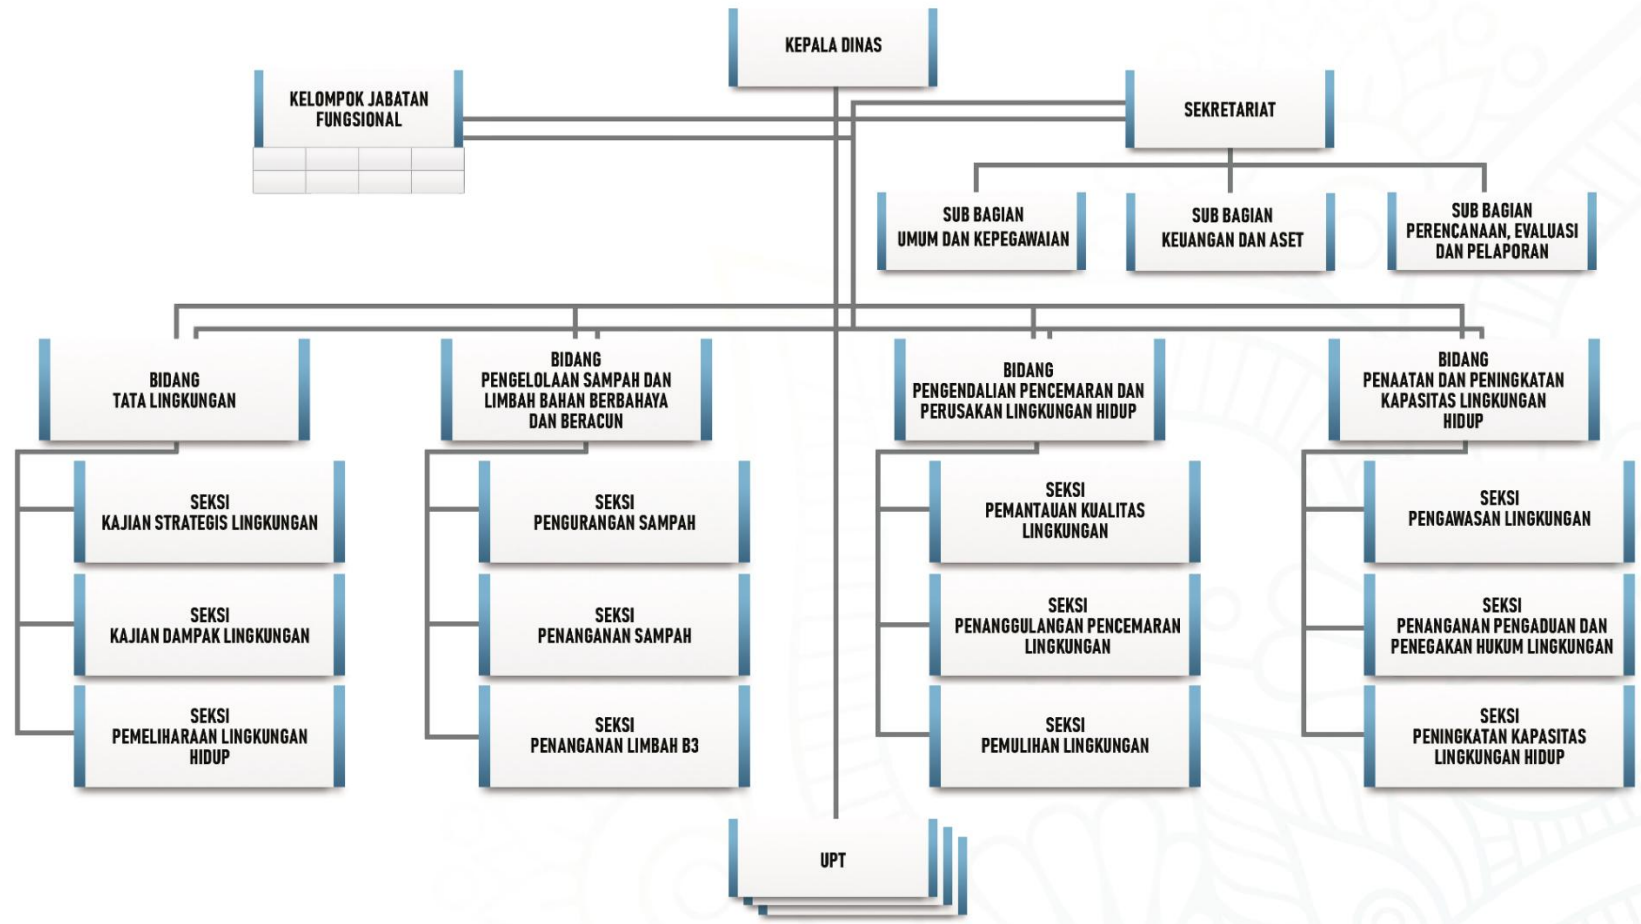 KEPALA DINAS
KELOMPOK JABATAN
FUNGSIONAL
SEKRETARIAT
SUB BAGIAN
UMUM DAN KEPEGAWAIAN
SUB BAGIAN
KEUANGAN DAN ASET
SUB BAGIAN
PERENCANAAN, EVALUASI
DAN PELAPORAN
BIDANG
TATA LINGKUNGAN
BIDANG
PENGELOLAAN SAMPAH DAN
LIMBAH BAHAN BERBAHAYA
DAN BERACUN
BIDANG
PENGENDALIAN PENCEMARAN DAN
PERUSAKAN LINGKUNGAN HIDUP
BIDANG
PENAATAN DAN PENINGKATAN
KAPASITAS LINGKUNGAN
HIDUP
SEKSI
KAJIAN STRATEGIS LINGKUNGAN
SEKSI
PENGURANGAN SAMPAH
SEKSI
PEMANTAUAN KUALITAS
LINGKUNGAN
SEKSI
PENGAWASAN LINGKUNGAN
SEKSI
KAJIAN DAMPAK LINGKUNGAN
SEKSI
PENANGANAN SAMPAH
SEKSI
PENANGGULANGAN PENCEMARAN
LINGKUNGAN
SEKSI
PENANGANAN PENGADUAN DAN
PENEGAKAN HUKUM LINGKUNGAN
SEKSI
PEMELIHARAAN LINGKUNGAN
HIDUP
SEKSI
PENANGANAN LIMBAH B3
SEKSI
PEMULIHAN LINGKUNGAN
SEKSI
PENINGKATAN KAPASITAS
LINGKUNGAN HIDUP
UPT